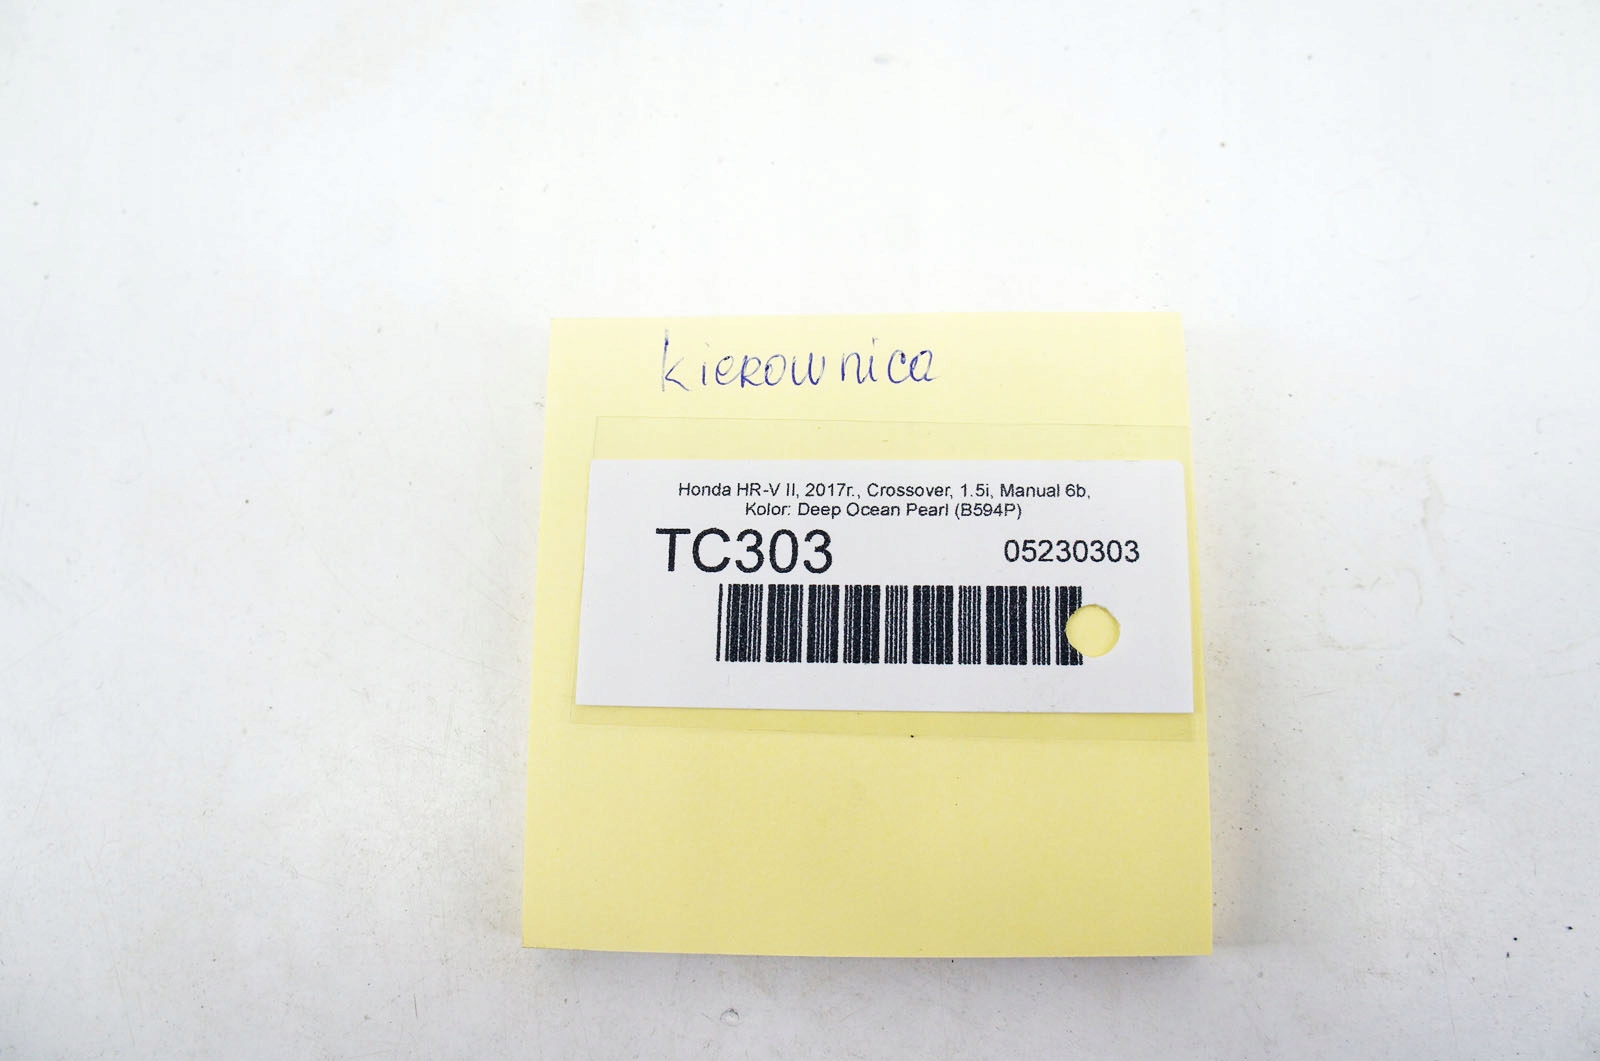 kierownica
Honda HR-V II, 2017r., Crossover, 1.5i, Manual 6b,
Kolor: Deep Ocean Pearl (B594P)
TC303 05230303